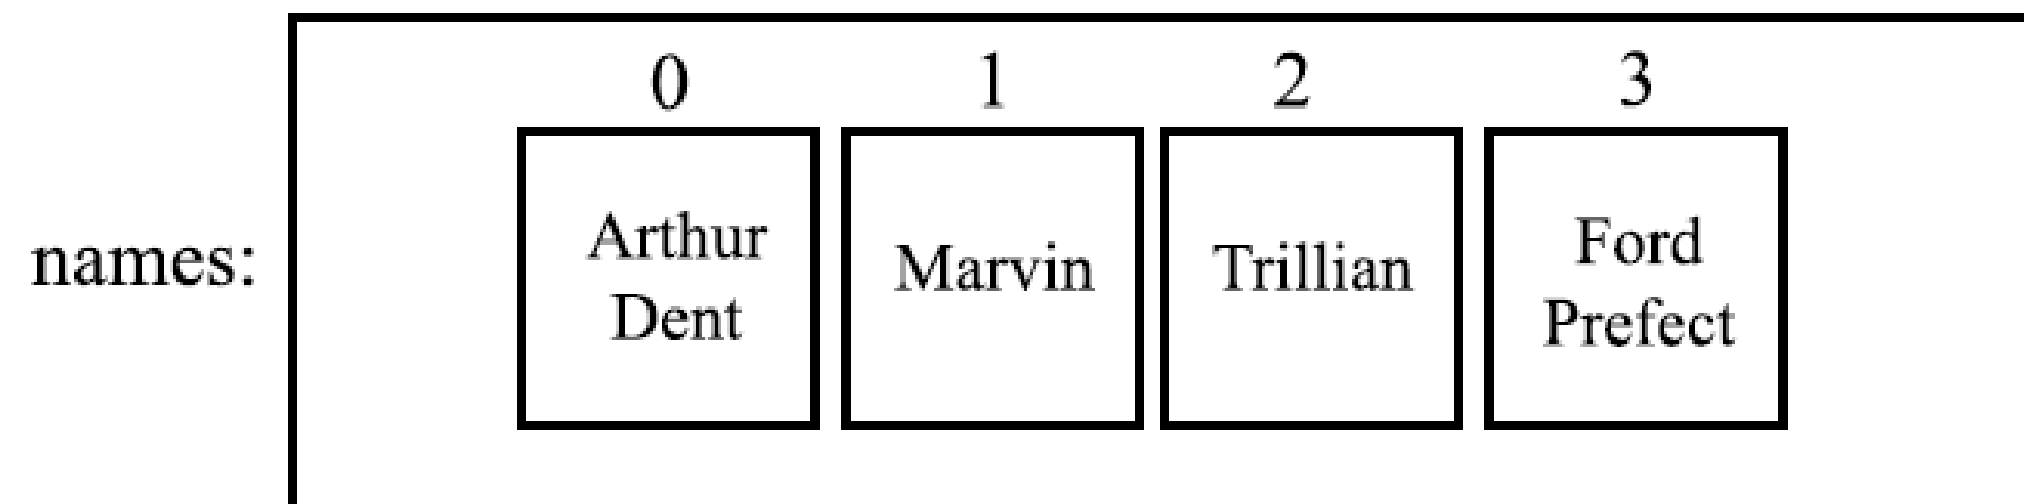 0 1 2 3
names:
Arthur
Dent
Marvin
Trillian
Ford
Prefect